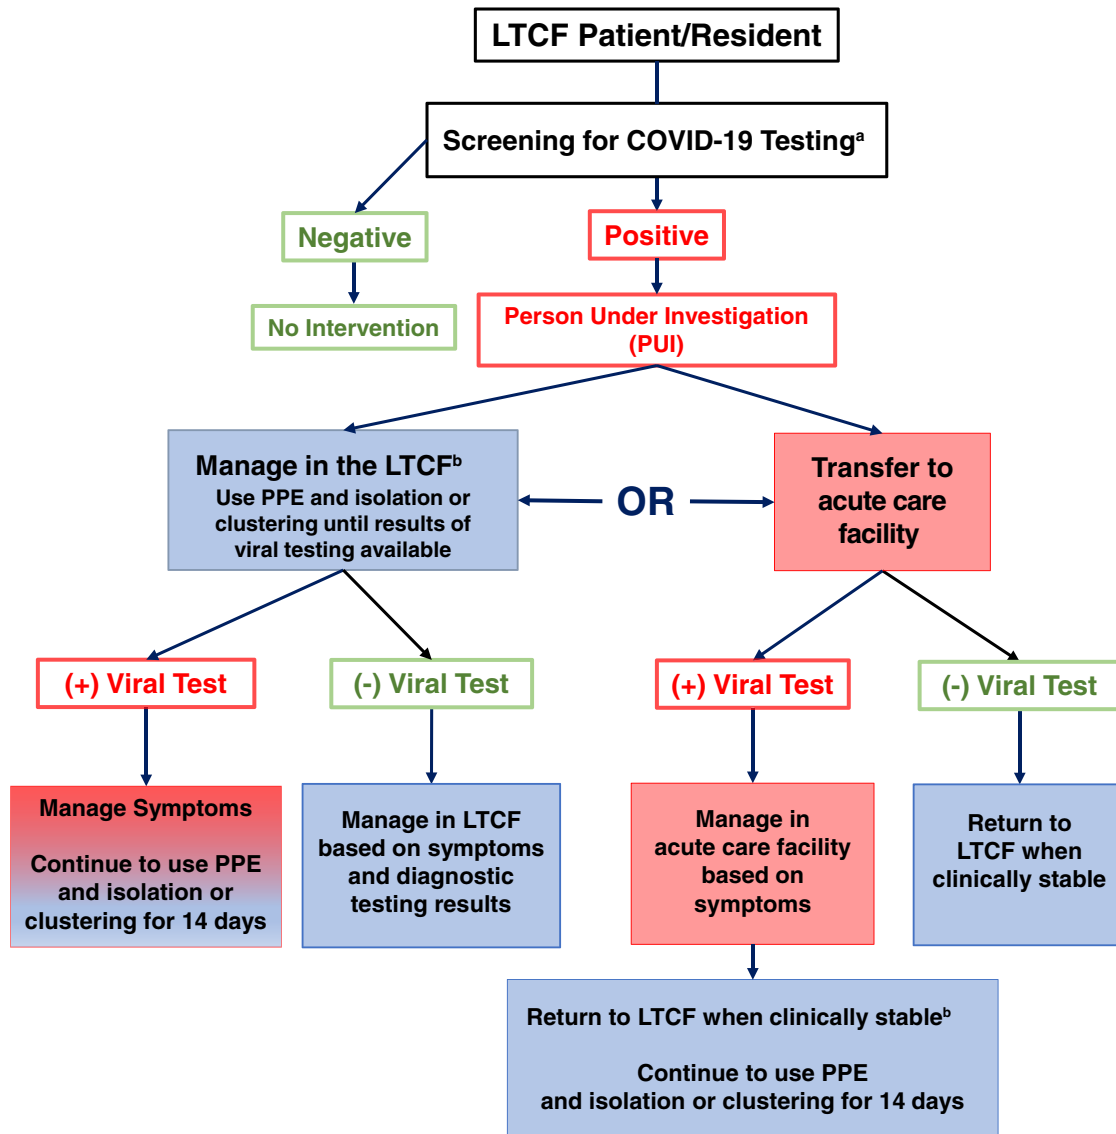 LTCF Patient/Resident
Screening for COVID-19 Testingᵃ
Negative
Positive
No Intervention
Person Under Investigation
(PUI)
Manage in the LTCFᵇ
Use PPE and isolation or
clustering until results of
viral testing available
OR
Transfer to
acute care
facility
(+) Viral Test
(-) Viral Test
(+) Viral Test
(-) Viral Test
Manage Symptoms
Continue to use PPE
and isolation or
clustering for 14 days
Manage in LTCF
based on symptoms
and diagnostic
testing results
Manage in
acute care facility
based on
symptoms
Return to
LTCF when
clinically stable
Return to LTCF when clinically stableᵇ
Continue to use PPE
and isolation or clustering for 14 days